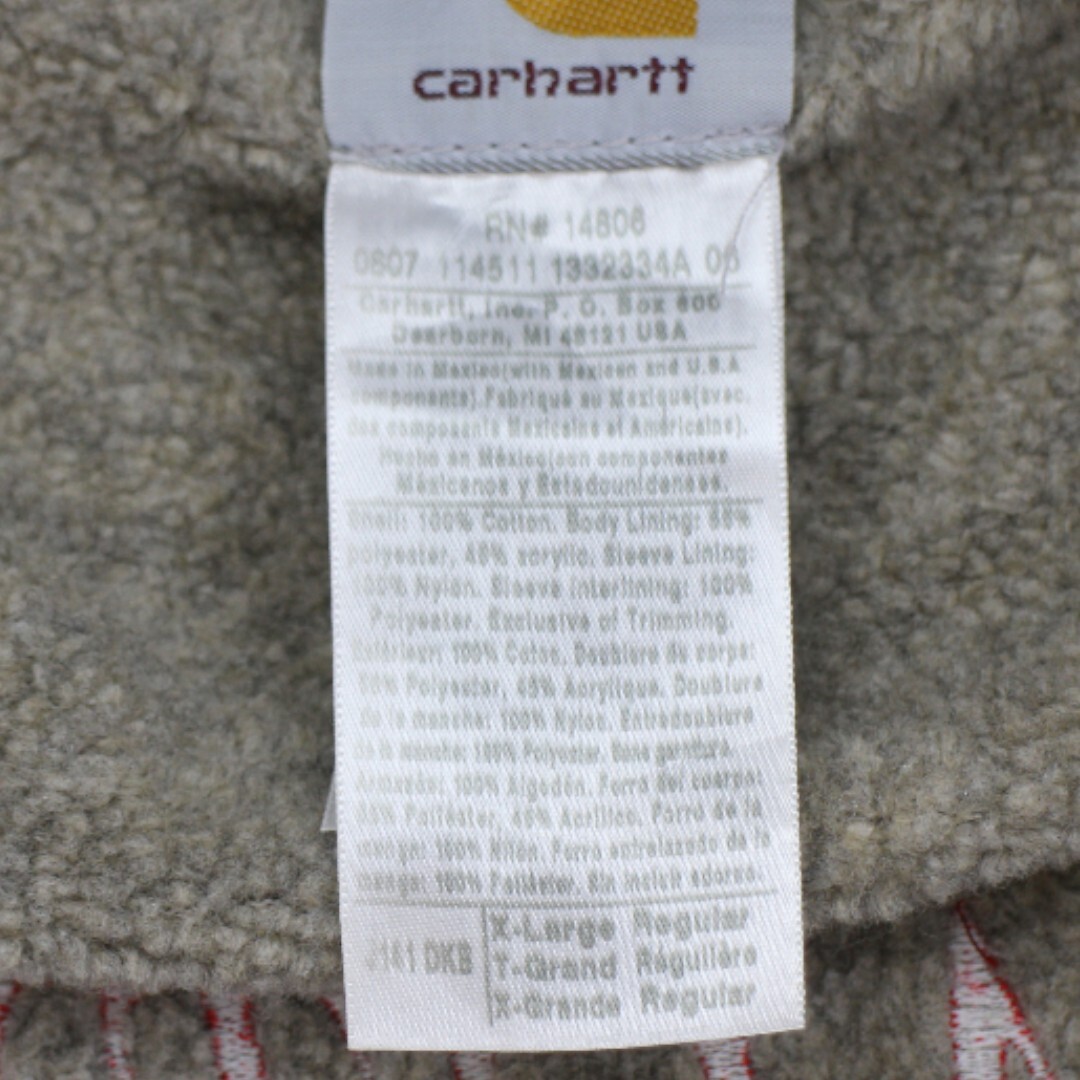 carhartt
RN# 14806
0607 114511 1332334A 06
Carhartt, Inc. P. O. Box 600
Dearborn, MI 48121 USA
Made in Mexico(with Mexican and U.S.A
components) Fabriqué au Mexique(avec.
des composants Mexicains et Américains).
Hecho en México(con componentes
Mexicanos y Estadounidenses.
Shell: 100% Cotton. Body Lining: 55%
polyester, 45% acrylic. Sleeve Lining:
100% Nylon. Sleeve Interlining: 100%
Polyester. Exclusive of Trimming.
Extérieur: 100% Coton. Doublure de corps:
55% Polyester, 45% Acrylique. Doublure
de la manche: 100% Nylon. Entredoublure
de la manche: 100% Polyester. Sans garniture.
Armazón: 100% Algodón. Forro del cuerpo:
55% Poliéster, 45% Acrílico. Forro de la
manga: 100% Nilon. Forro entrelazado de la
manga: 100% Poliéster. Sin incluir adornos.
J141 DKB
X-Large Regular
T-Grand Régulière
X-Grande Regular